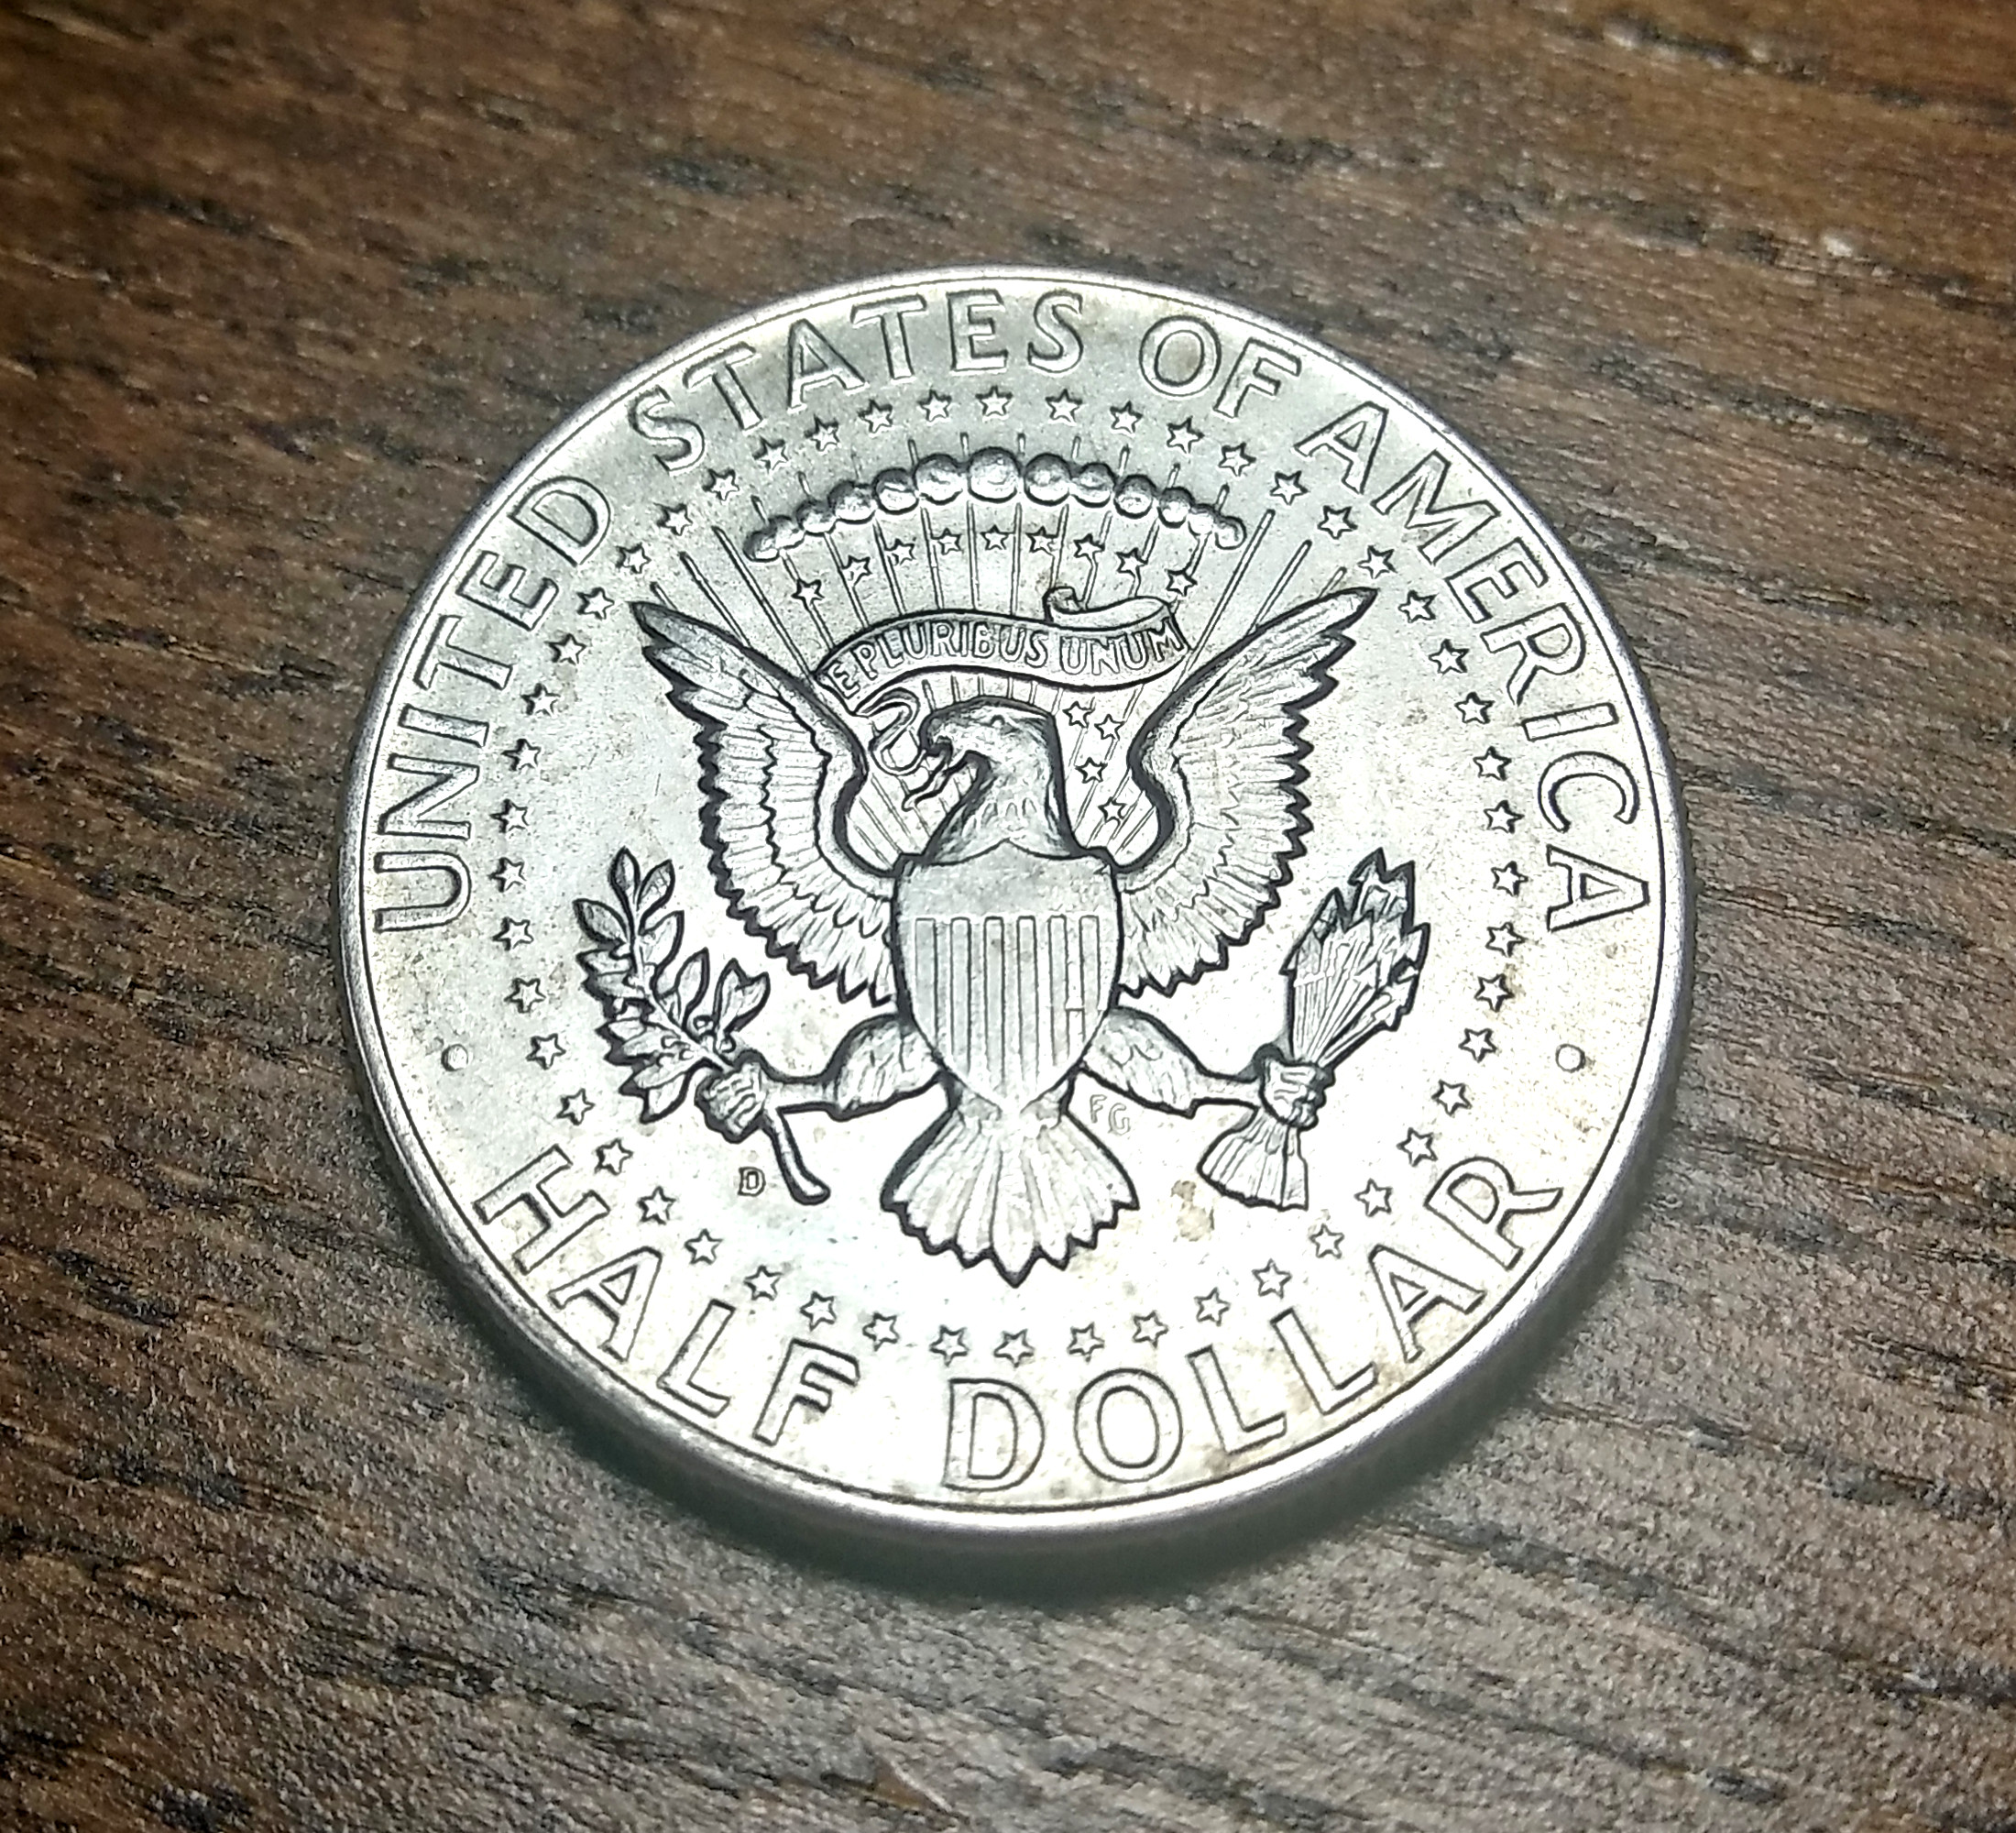 UNITED STATES OF AMERICA
E PLURIBUS UNUM
FG
D
HALF DOLLAR